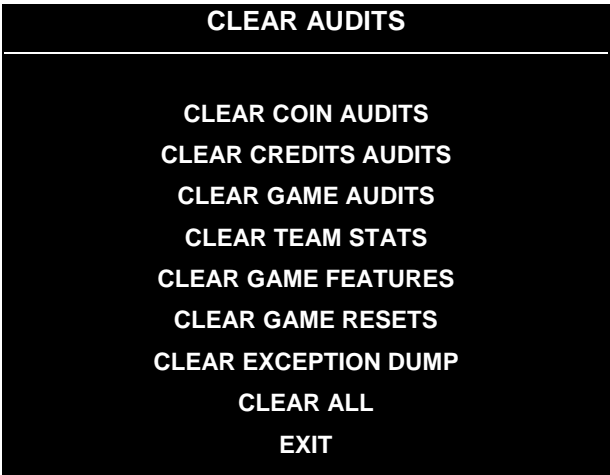 CLEAR AUDITS
CLEAR COIN AUDITS
CLEAR CREDITS AUDITS
CLEAR GAME AUDITS
CLEAR TEAM STATS
CLEAR GAME FEATURES
CLEAR GAME RESETS
CLEAR EXCEPTION DUMP
CLEAR ALL
EXIT